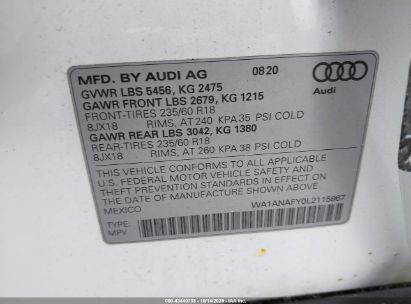 MFD. BY AUDI AG 0820
GVWR LBS 5456, KG 2475
GAWR FRONT LBS 2679, KG 1215
FRONT-TIRES 235/60 R18
8JX18 RIMS, AT 240 KPA 35 PSI COLD
GAWR REAR LBS 3042, KG 1380
REAR-TIRES 235/60 R18
8JX18 RIMS, AT 260 KPA 38 PSI COLD
Audi
THIS VEHICLE CONFORMS TO ALL APPLICABLE
U.S. FEDERAL MOTOR VEHICLE SAFETY AND
THEFT PREVENTION STANDARDS IN EFFECT ON THE
DATE OF MANUFACTURE SHOWN ABOVE.
MEXICO
WA1ANAFY0L2115867
TYPE:
MPV